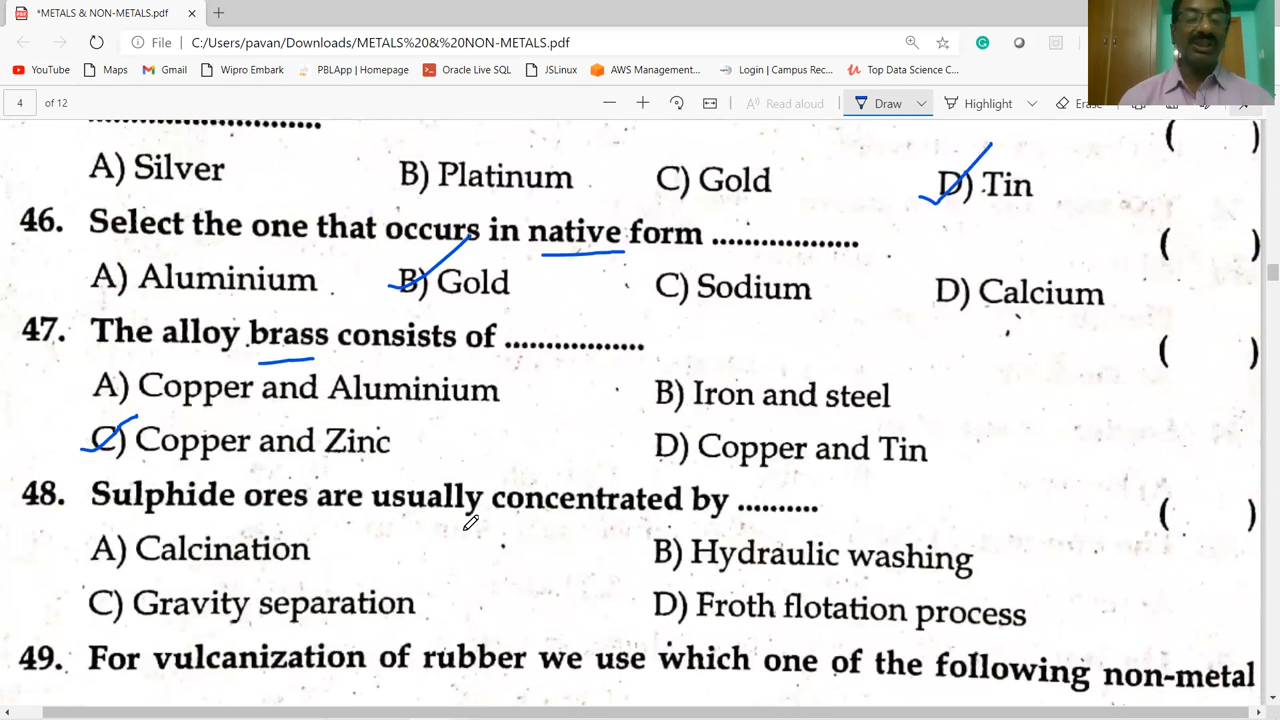 *METALS & NON-METALS.pdf
File C:/Users/pavan/Downloads/METALS%20&%20NON-METALS.pdf
YouTube Maps Gmail Wipro Embark PBLApp | Homepage Oracle Live SQL JSLinux AWS Management... Login | Campus Rec... Top Data Science C...
4 of 12 Read aloud Draw Highlight Erase
............................ ( )
A) Silver B) Platinum C) Gold D) Tin
46. Select the one that occurs in native form .................. ( )
A) Aluminium B) Gold C) Sodium D) Calcium
47. The alloy brass consists of ................. ( )
A) Copper and Aluminium B) Iron and steel
C) Copper and Zinc D) Copper and Tin
48. Sulphide ores are usually concentrated by .......... ( )
A) Calcination B) Hydraulic washing
C) Gravity separation D) Froth flotation process
49. For vulcanization of rubber we use which one of the following non-metal